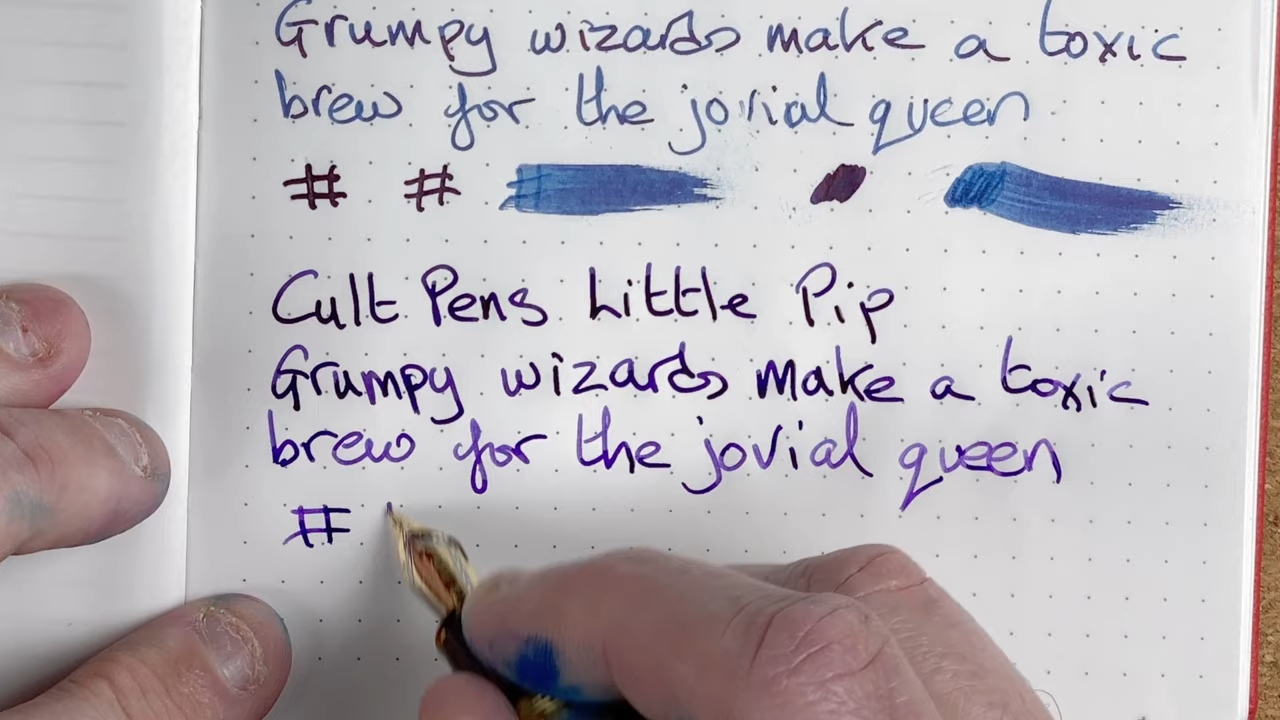 Grumpy wizards make a toxic
brew for the jovial queen
# #
Cult Pens Little Pip
Grumpy wizards make a toxic
brew for the jovial queen
#